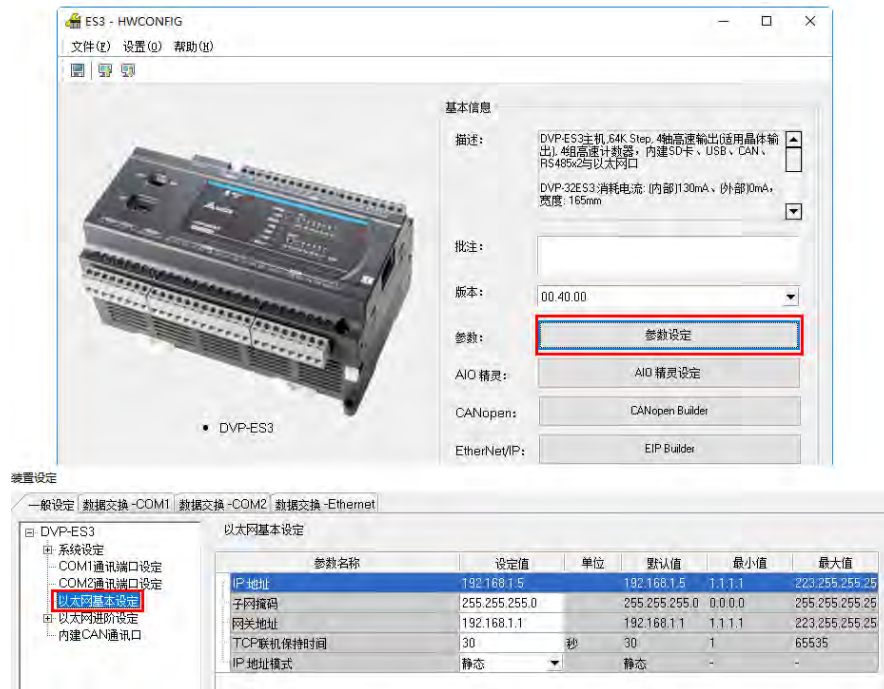 ES3 - HWCONFIG
文件(F) 设置(O) 帮助(H)
基本信息
描述:
DVP-ES3主机,64K Step, 4轴高速输出(适用晶体输
出), 4组高速计数器，内建SD卡、USB、CAN、
RS485x2与以太网口
DVP-32ES3:消耗电流: (内部)130mA、(外部)0mA,
宽度: 165mm
批注:
版本: 00.40.00
参数: 参数设定
AIO 精灵: AIO 精灵设定
CANopen: CANopen Builder
EtherNet/IP: EIP Builder
• DVP-ES3
装置设定
一般设定 数据交换 -COM1 数据交换 -COM2 数据交换 -Ethernet
DVP-ES3
系统设定
COM1通讯端口设定
COM2通讯端口设定
以太网基本设定
以太网进阶设定
内建CAN通讯口
以太网基本设定
参数名称 设定值 单位 默认值 最小值 最大值
IP 地址 192.168.1.5 192.168.1.5 1.1.1.1 223.255.255.25
子网掩码 255.255.255.0 255.255.255.0 0.0.0.0 255.255.255.25
网关地址 192.168.1.1 192.168.1.1 1.1.1.1 223.255.255.25
TCP联机保持时间 30 秒 30 1 65535
IP 地址模式 静态 静态 - -